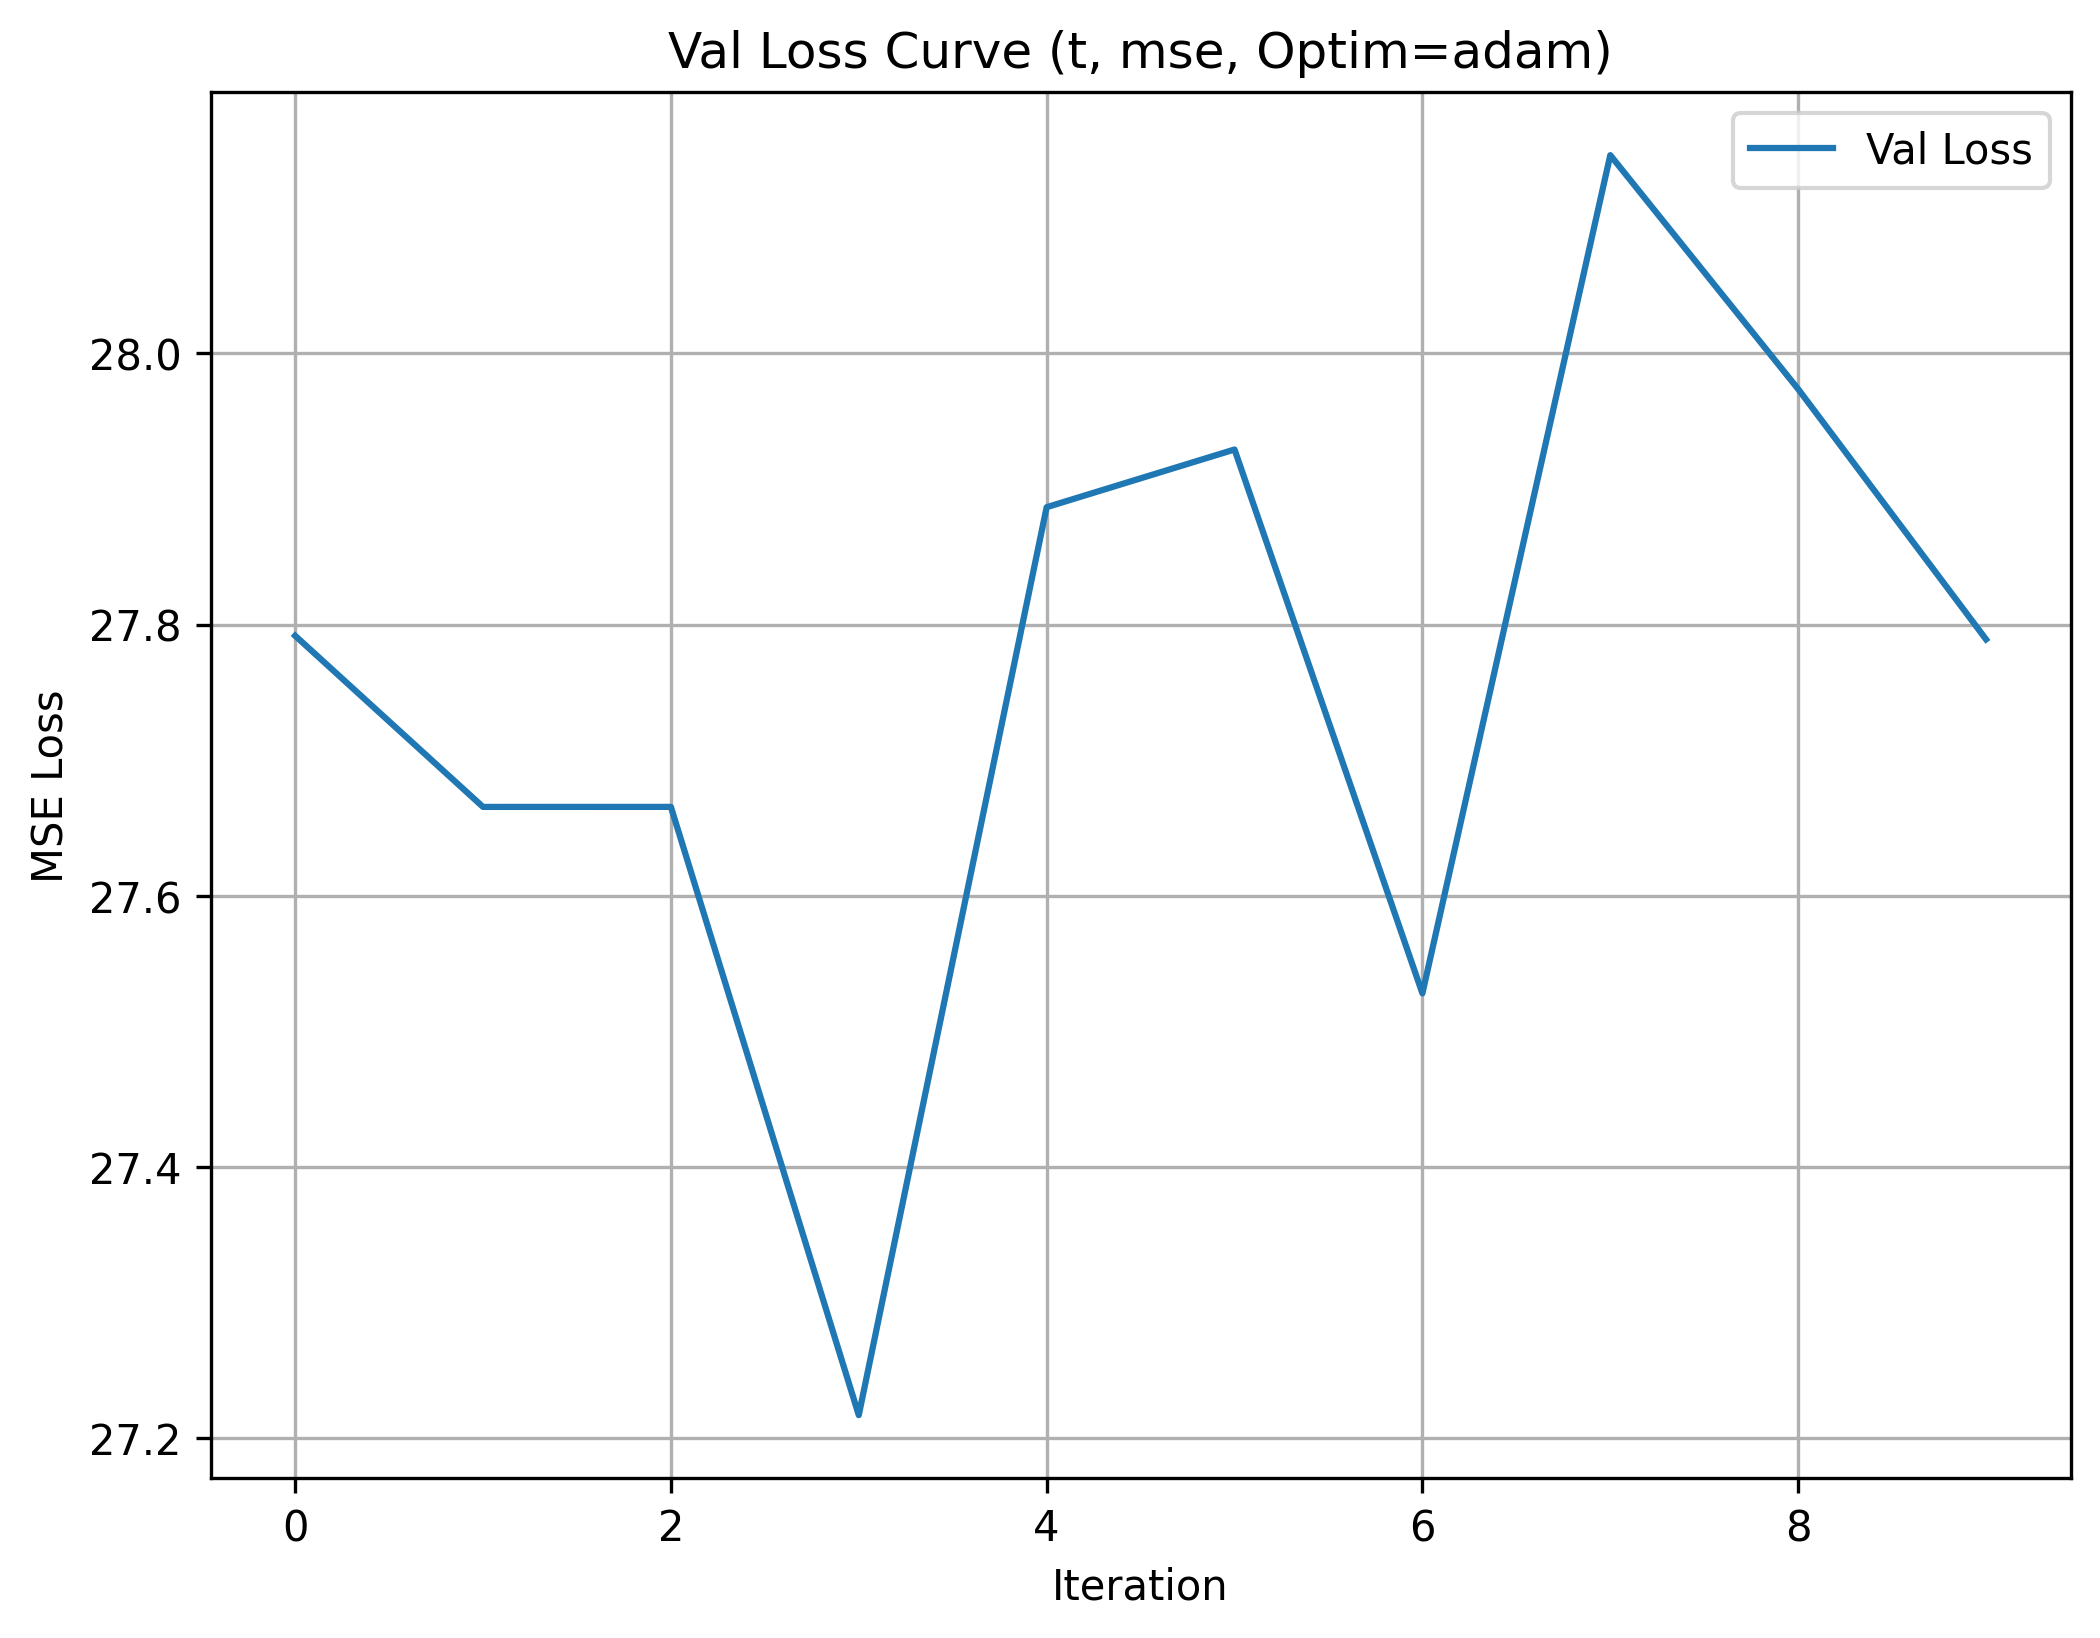 Val Loss Curve (t, mse, Optim=adam)
Val Loss
28.0
27.8
27.6
27.4
27.2
MSE Loss
0 2 4 6 8
Iteration